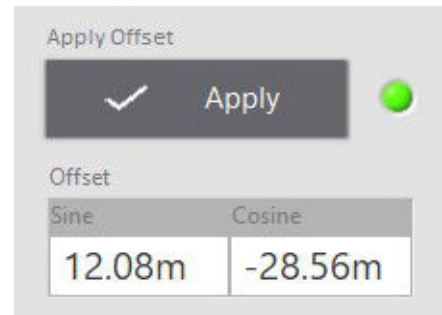 Apply Offset
Apply
Offset
Sine Cosine
12.08m -28.56m